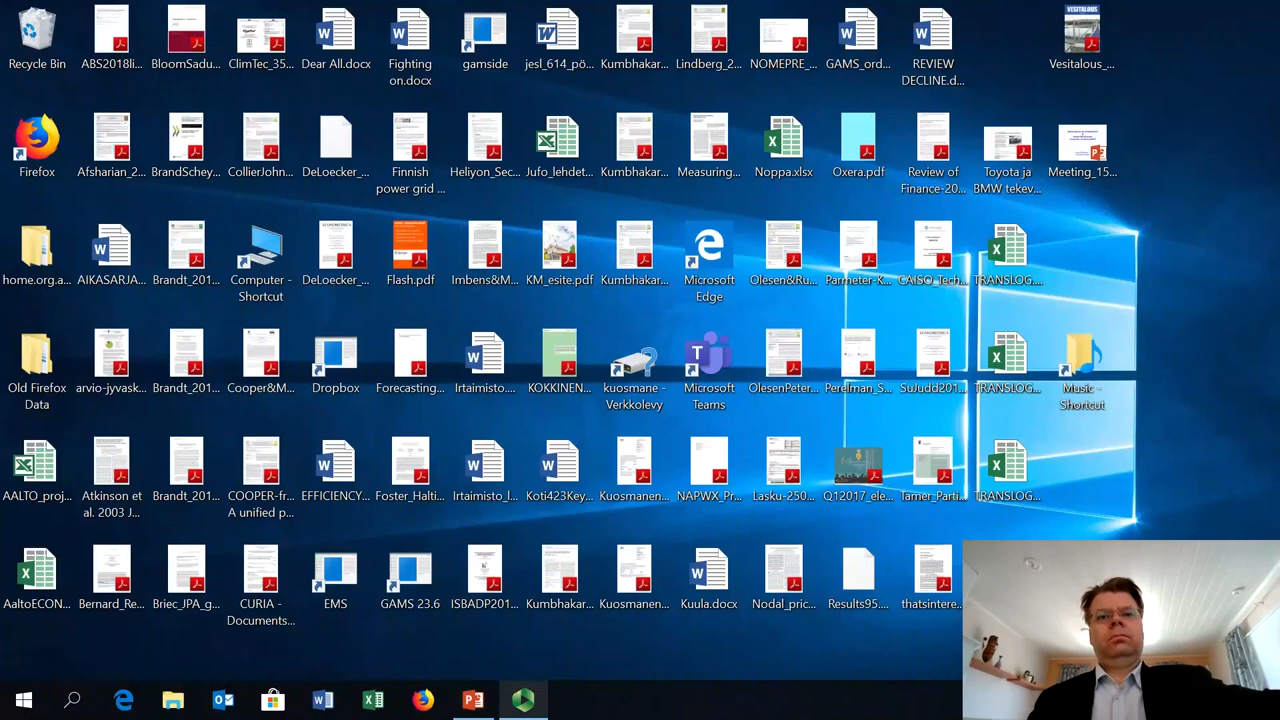 Recycle Bin
ABS2018li...
BloomSadu...
ClimTec_35...
Dear All.docx
Fighting
on.docx
gamside
jesl_614_pö...
Kumbhakar...
Lindberg_2...
NOMEPRE_...
GAMS_ord...
REVIEW
DECLINE.d...
Vesitalous_...
Firefox
Afsharian_2...
BrandSchey...
CollierJohn...
DeLoecker_...
Finnish
power grid ...
Heliyon_Sec...
Jufo_lehdet...
Kumbhakar...
Measuring...
Noppa.xlsx
Oxera.pdf
Review of
Finance-20...
Toyota ja
BMW tekev...
Meeting_15...
home.org.a...
AIKASARJA...
Brandt_201...
Computer -
Shortcut
DeLoecker_...
Flash.pdf
Imbens&M...
KM_esite.pdf
Kumbhakar...
Microsoft
Edge
Olesen&Ru...
Parmeter-K...
CAISO_Tech...
TRANSLOG....
Old Firefox
Data
arvio-jyvask...
Brandt_201...
Cooper&M...
Dropbox
Forecasting...
Irtaimisto_...
KOKKINEN...
kuosmane -
Verkkolevy
Microsoft
Teams
OlesenPeter...
Perelman_S...
SuJudd201...
TRANSLOG....
Music -
Shortcut
AALTO_proj...
Atkinson et
al. 2003 J...
Brandt_201...
COOPER-fr...
A unified p...
EFFICIENCY...
Foster_Halti...
Irtaimisto_l...
Koti423Key...
Kuosmanen...
NAPWX_Pr...
Lasku-250...
Q12017_ele...
Tamer_Parti...
TRANSLOG....
AaltoECON...
Bernard_Re...
Briec_JPA_g...
CURIA -
Documents...
EMS
GAMS 23.6
ISBADP201...
Kumbhakar...
Kuosmanen...
Kuula.docx
Nodal_pric...
Results95....
thatsintere...